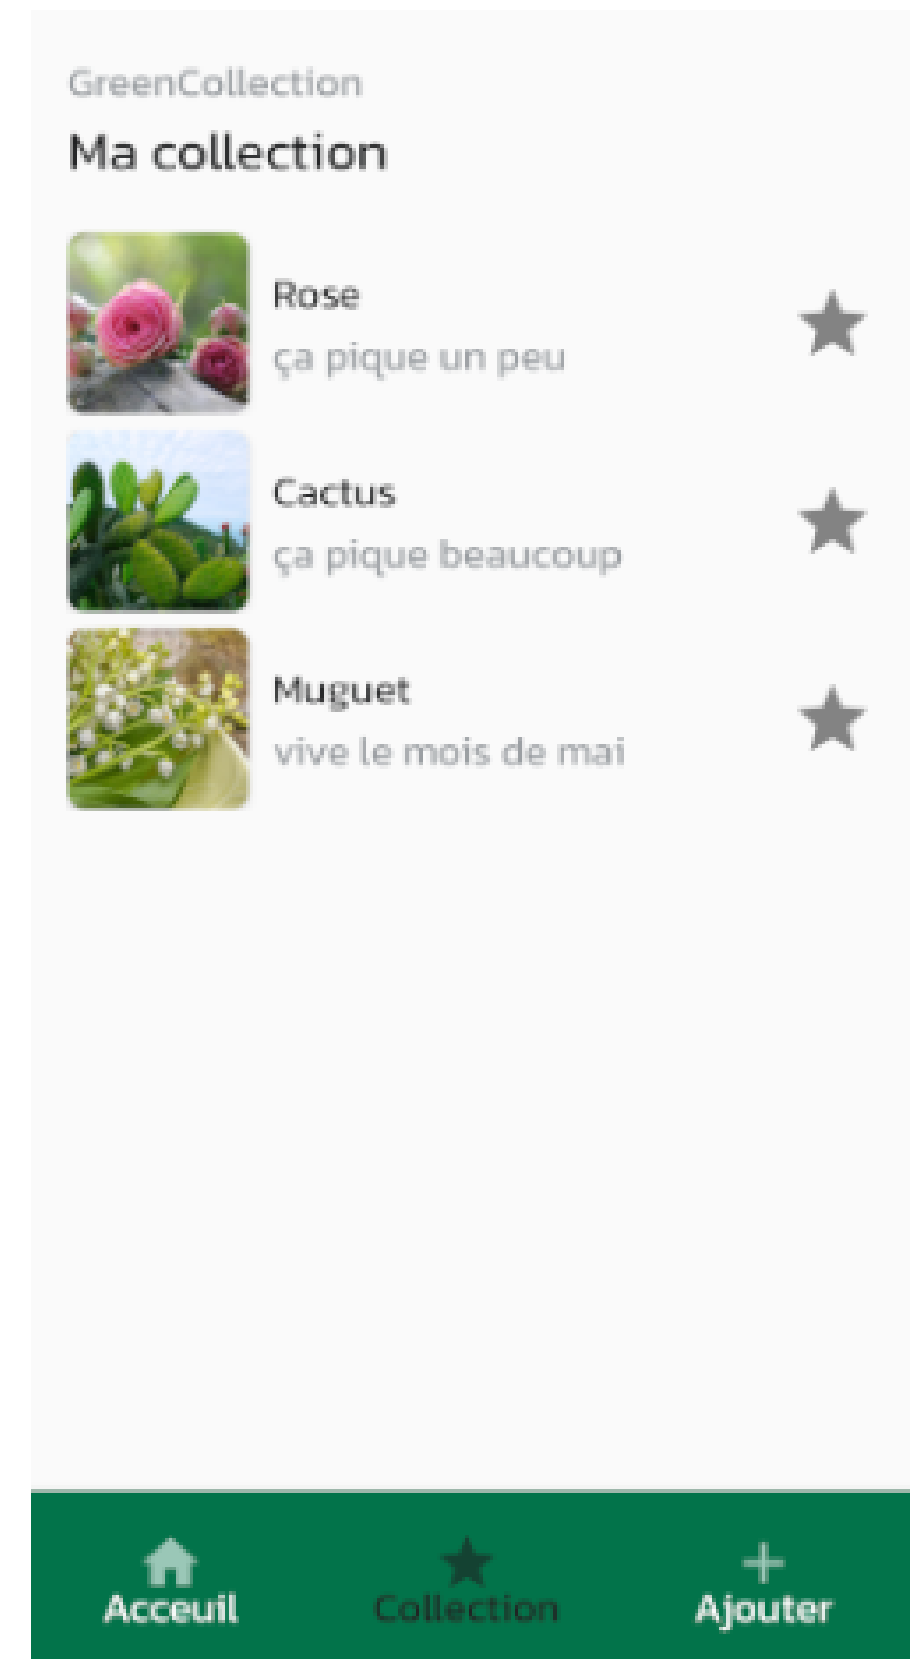 GreenCollection
Ma collection
Rose
ça pique un peu
Cactus
ça pique beaucoup
Muguet
vive le mois de mai
Acceuil
Collection
Ajouter